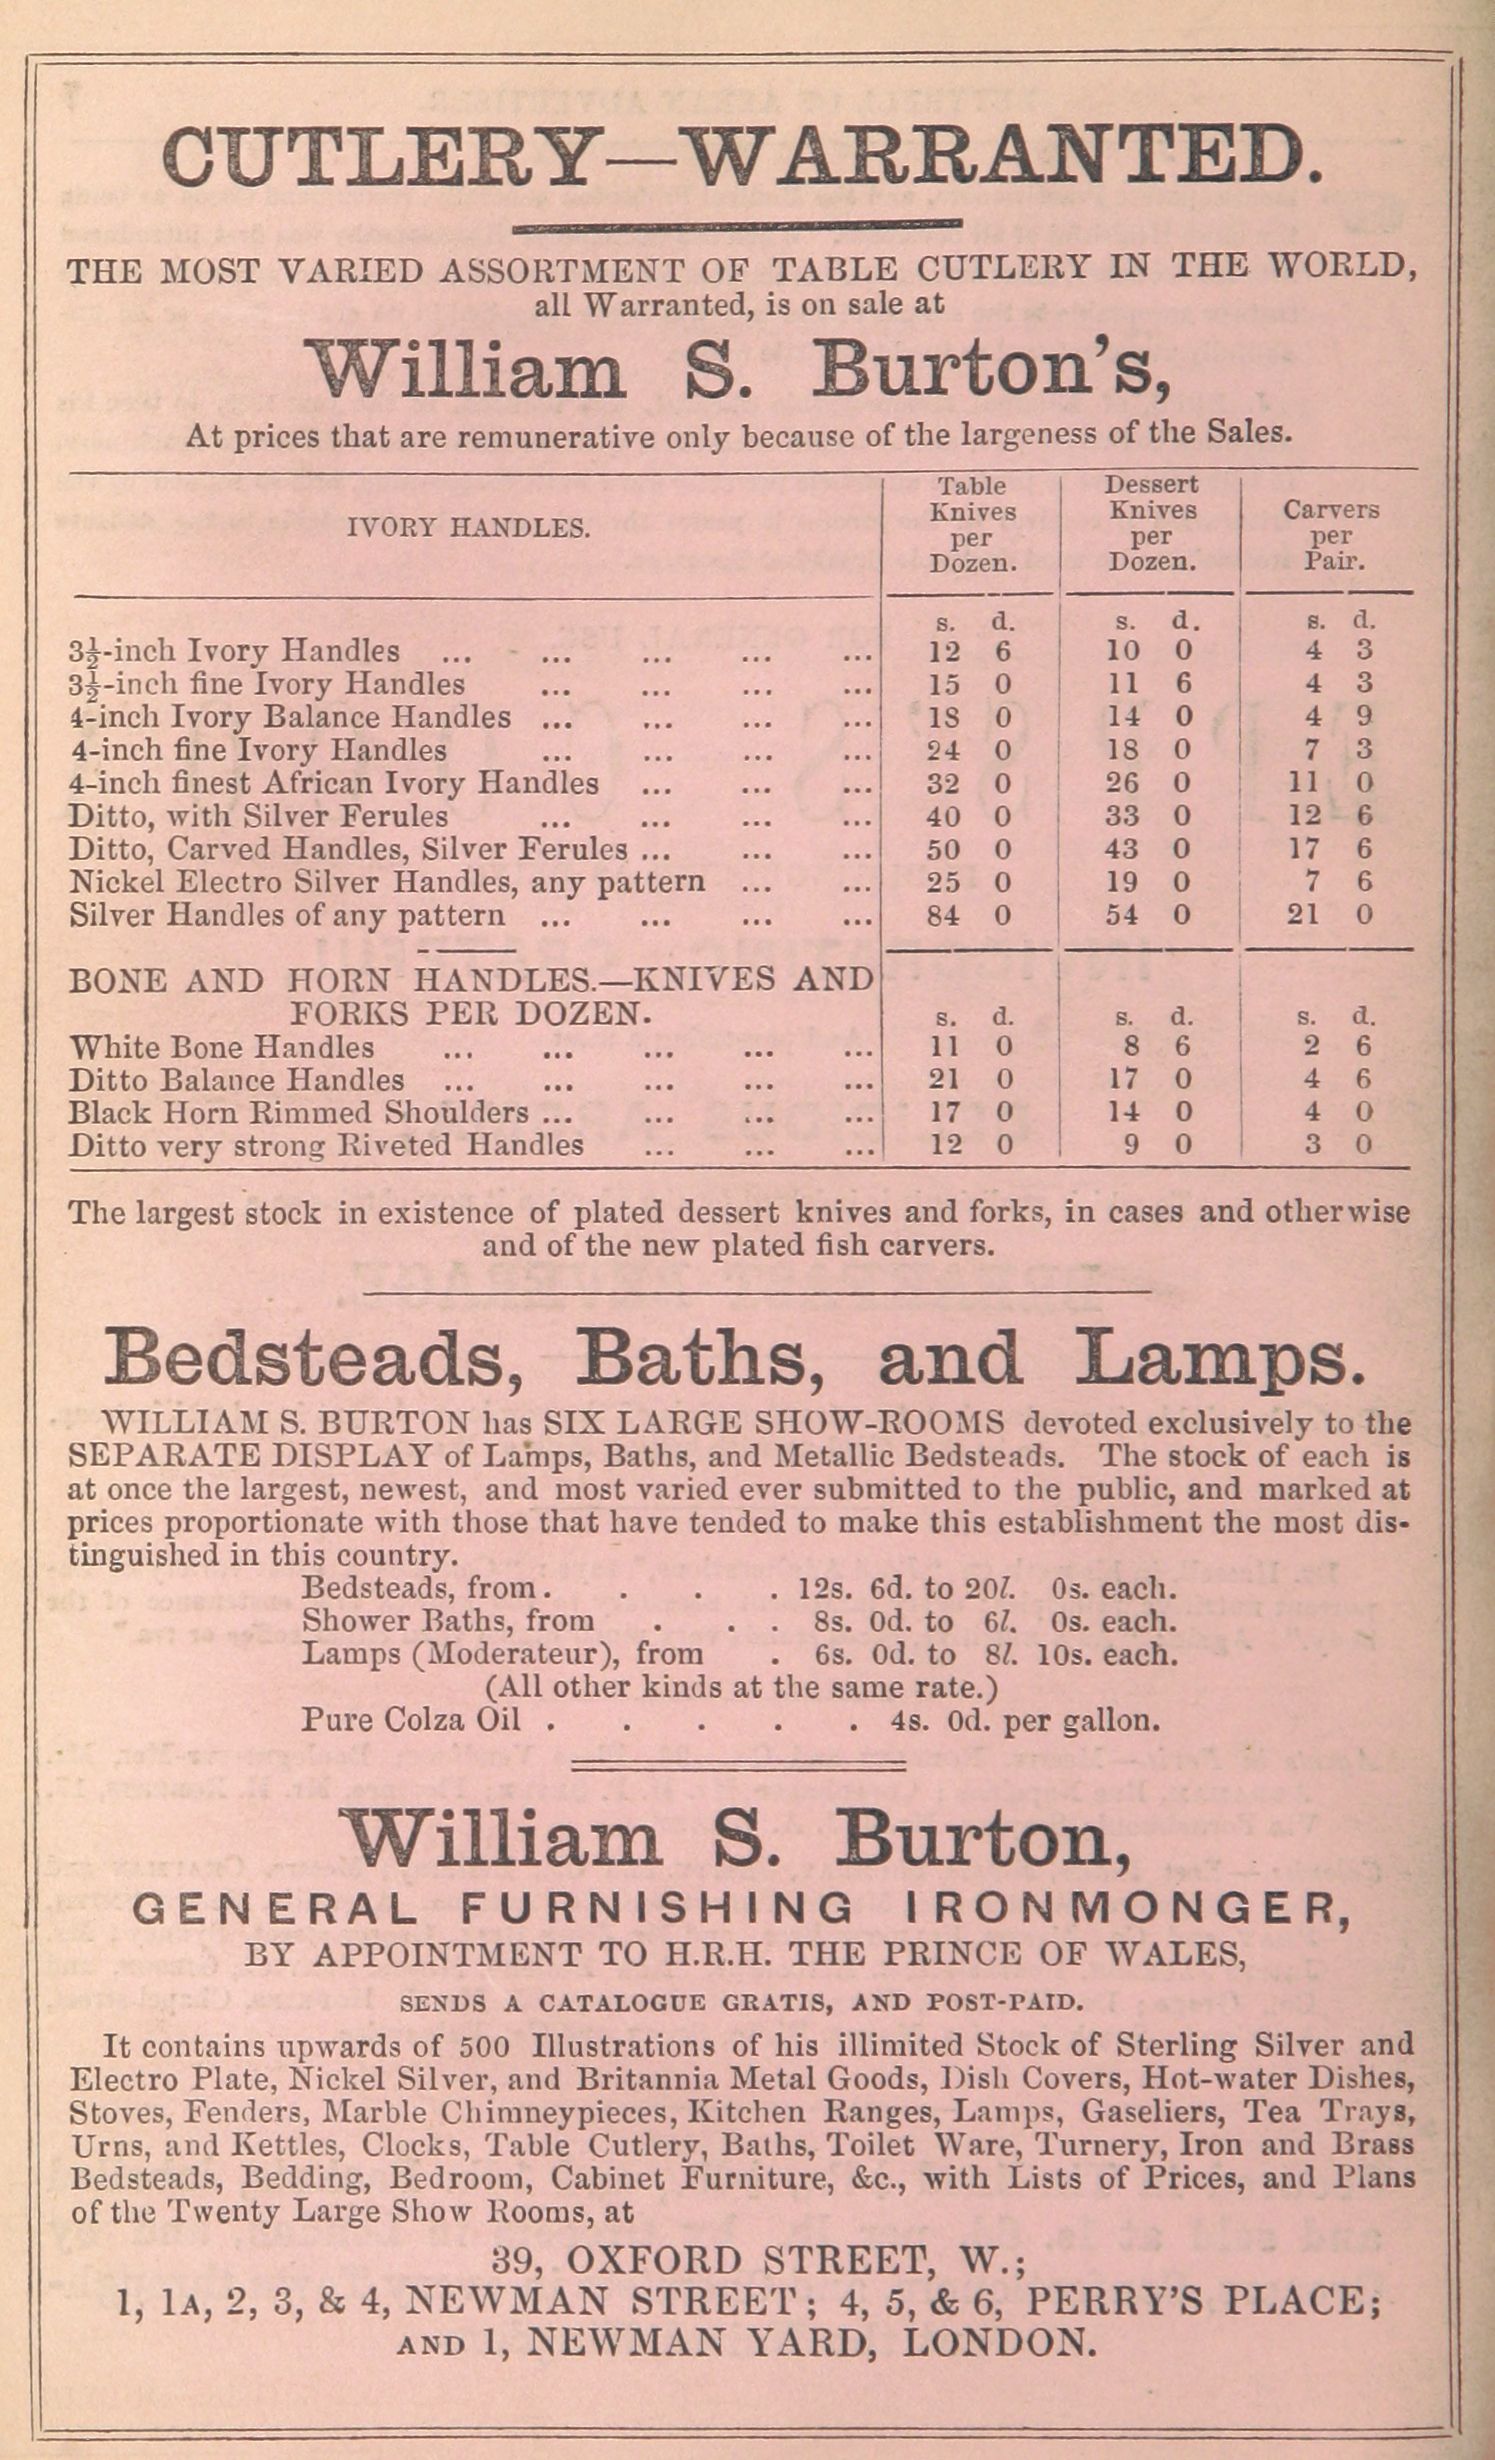 CUTLERY—WARRANTED.
THE MOST VARIED ASSORTMENT OF TABLE CUTLERY IN THE WORLD,
all Warranted, is on sale at
William S. Burton's,
At prices that are remunerative only because of the largeness of the Sales.
IVORY HANDLES. Table Knives per Dozen. Dessert Knives per Dozen. Carvers per Pair.
s. d. s. d. s. d.
3½-inch Ivory Handles ... ... ... ... ... 12 6 10 0 4 3
3½-inch fine Ivory Handles ... ... ... ... 15 0 11 6 4 3
4-inch Ivory Balance Handles ... ... ... ... 18 0 14 0 4 9
4-inch fine Ivory Handles ... ... ... ... 24 0 18 0 7 3
4-inch finest African Ivory Handles ... ... ... 32 0 26 0 11 0
Ditto, with Silver Ferules ... ... ... ... 40 0 33 0 12 6
Ditto, Carved Handles, Silver Ferules ... ... ... 50 0 43 0 17 6
Nickel Electro Silver Handles, any pattern ... ... 25 0 19 0 7 6
Silver Handles of any pattern ... ... ... ... 84 0 54 0 21 0
BONE AND HORN HANDLES.—KNIVES AND
FORKS PER DOZEN. s. d. s. d. s. d.
White Bone Handles ... ... ... ... ... 11 0 8 6 2 6
Ditto Balance Handles ... ... ... ... ... 21 0 17 0 4 6
Black Horn Rimmed Shoulders ... ... ... ... 17 0 14 0 4 0
Ditto very strong Riveted Handles ... ... ... 12 0 9 0 3 0
The largest stock in existence of plated dessert knives and forks, in cases and otherwise
and of the new plated fish carvers.
Bedsteads, Baths, and Lamps.
WILLIAM S. BURTON has SIX LARGE SHOW-ROOMS devoted exclusively to the
SEPARATE DISPLAY of Lamps, Baths, and Metallic Bedsteads. The stock of each is
at once the largest, newest, and most varied ever submitted to the public, and marked at
prices proportionate with those that have tended to make this establishment the most dis-
tinguished in this country.
Bedsteads, from . . . . 12s. 6d. to 20l. 0s. each.
Shower Baths, from . . . 8s. 0d. to 6l. 0s. each.
Lamps (Moderateur), from . 6s. 0d. to 8l. 10s. each.
(All other kinds at the same rate.)
Pure Colza Oil . . . . . 4s. 0d. per gallon.
William S. Burton,
GENERAL FURNISHING IRONMONGER,
BY APPOINTMENT TO H.R.H. THE PRINCE OF WALES,
SENDS A CATALOGUE GRATIS, AND POST-PAID.
It contains upwards of 500 Illustrations of his illimited Stock of Sterling Silver and
Electro Plate, Nickel Silver, and Britannia Metal Goods, Dish Covers, Hot-water Dishes,
Stoves, Fenders, Marble Chimneypieces, Kitchen Ranges, Lamps, Gaseliers, Tea Trays,
Urns, and Kettles, Clocks, Table Cutlery, Baths, Toilet Ware, Turnery, Iron and Brass
Bedsteads, Bedding, Bedroom, Cabinet Furniture, &c., with Lists of Prices, and Plans
of the Twenty Large Show Rooms, at
39, OXFORD STREET, W.;
1, 1A, 2, 3, & 4, NEWMAN STREET; 4, 5, & 6, PERRY'S PLACE;
AND 1, NEWMAN YARD, LONDON.